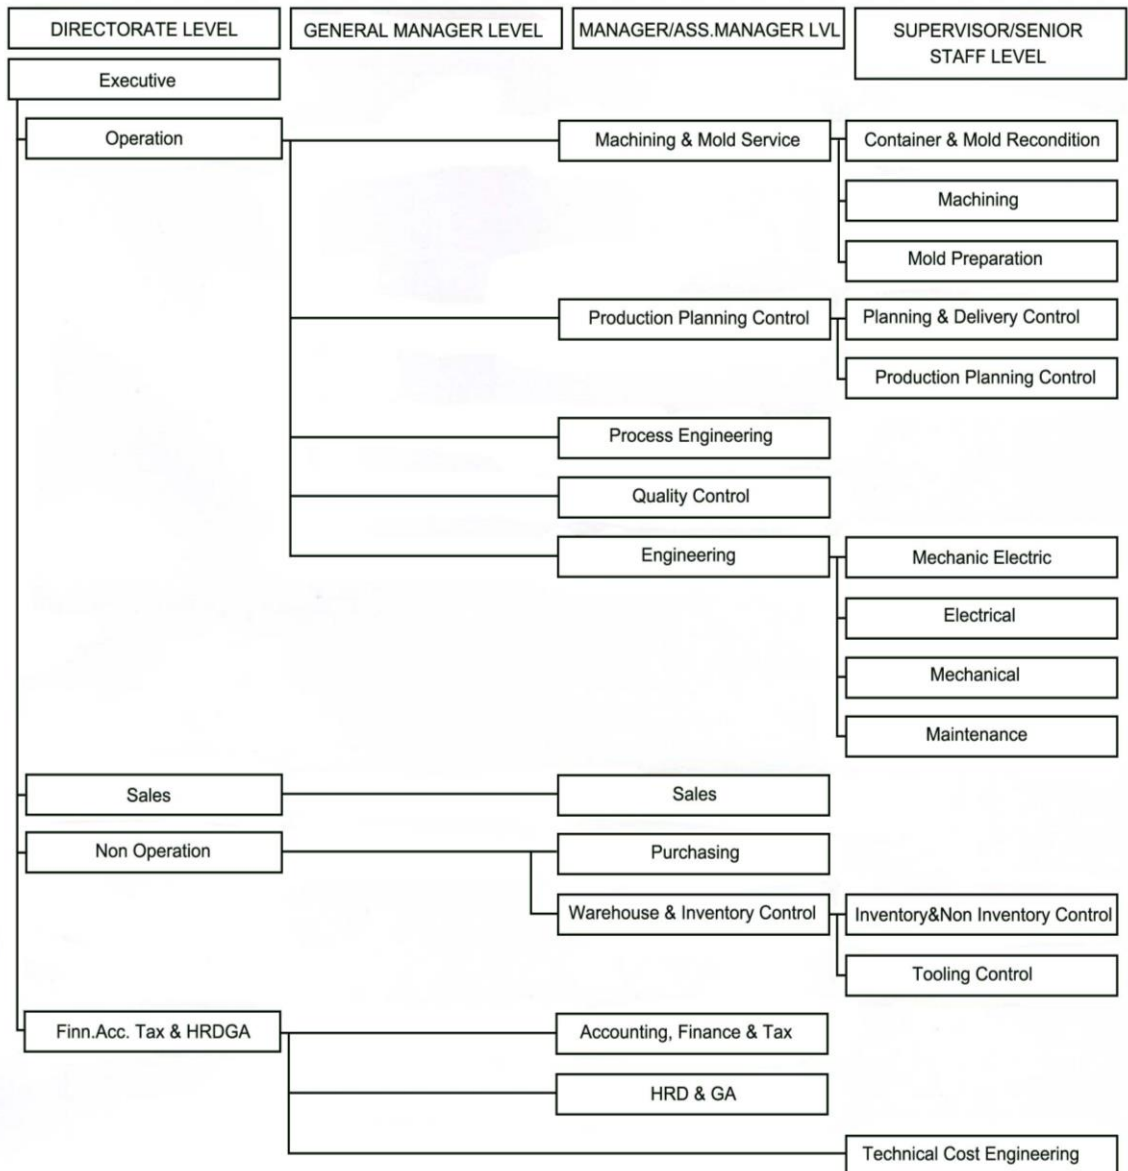 DIRECTORATE LEVEL
GENERAL MANAGER LEVEL
MANAGER/ASS.MANAGER LVL
SUPERVISOR/SENIOR
STAFF LEVEL
Executive
Operation
Machining & Mold Service
Container & Mold Recondition
Machining
Mold Preparation
Production Planning Control
Planning & Delivery Control
Production Planning Control
Process Engineering
Quality Control
Engineering
Mechanic Electric
Electrical
Mechanical
Maintenance
Sales
Sales
Non Operation
Purchasing
Warehouse & Inventory Control
Inventory&Non Inventory Control
Tooling Control
Finn.Acc. Tax & HRDGA
Accounting, Finance & Tax
HRD & GA
Technical Cost Engineering